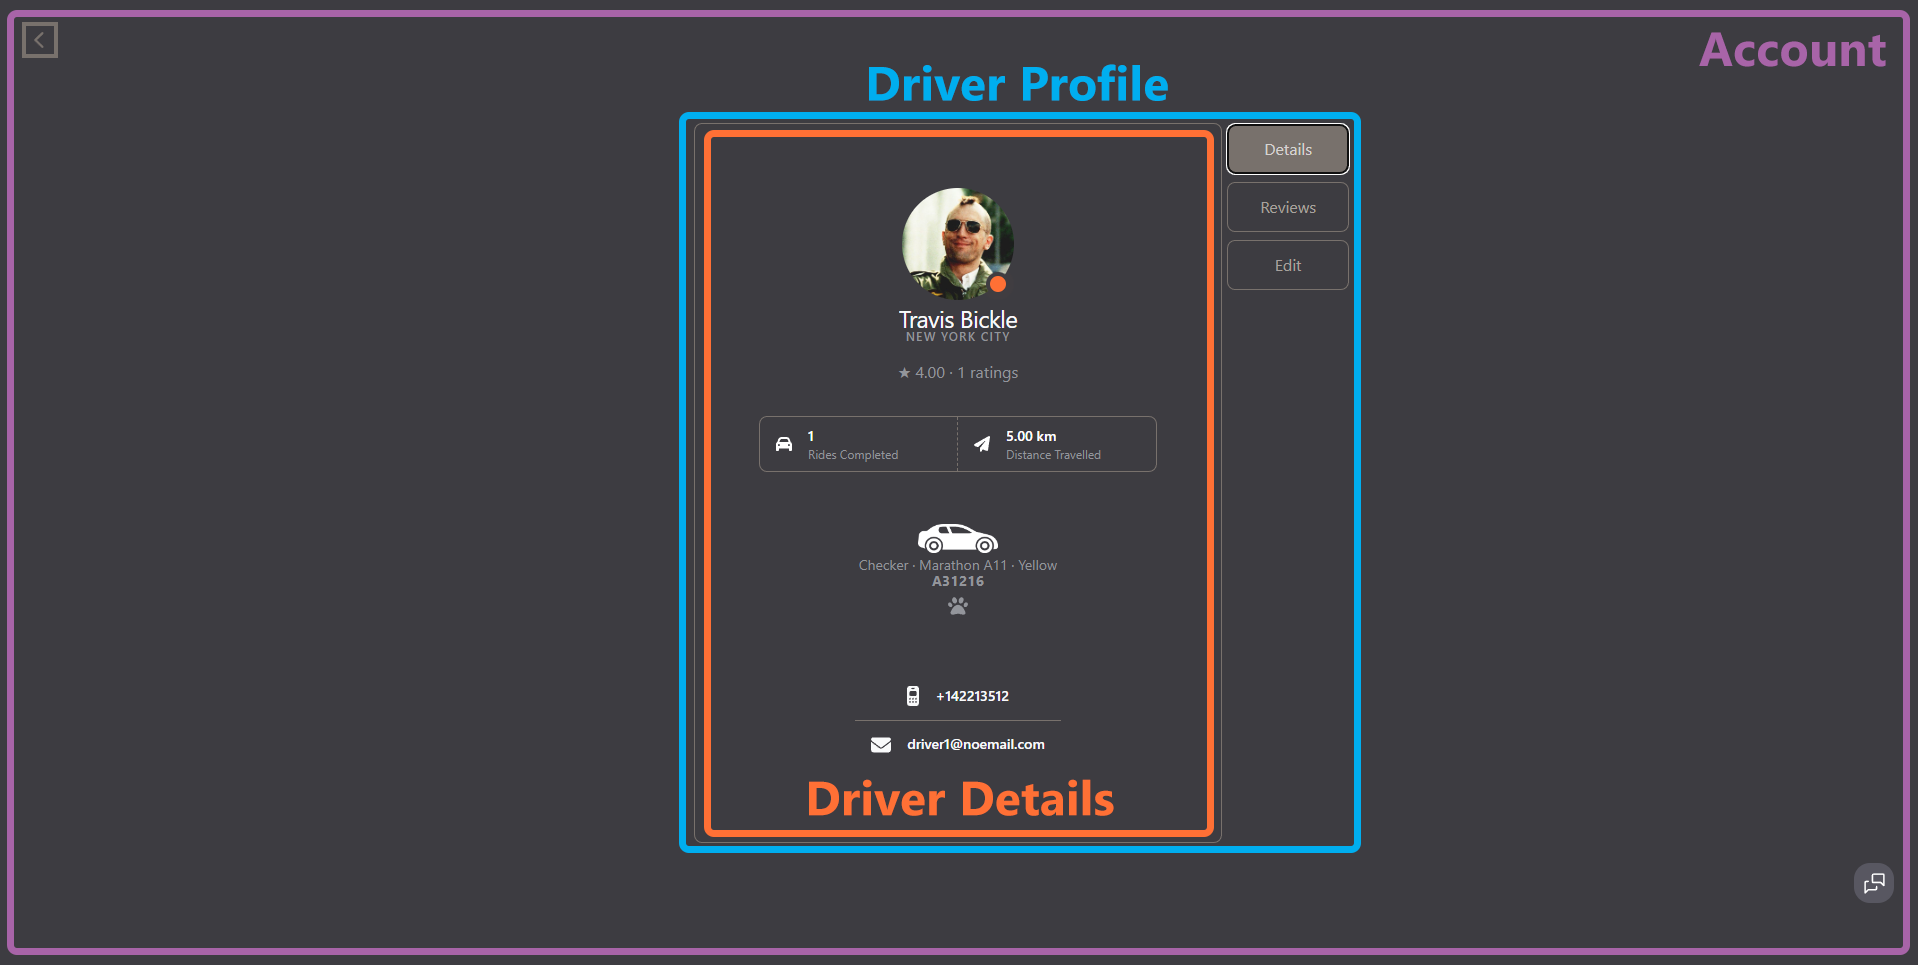 Account
Driver Profile
Details
Reviews
Edit
Travis Bickle
NEW YORK CITY
★ 4.00 · 1 ratings
1
Rides Completed
5.00 km
Distance Travelled
Checker · Marathon A11 · Yellow
A31216
+142213512
driver1@noemail.com
Driver Details